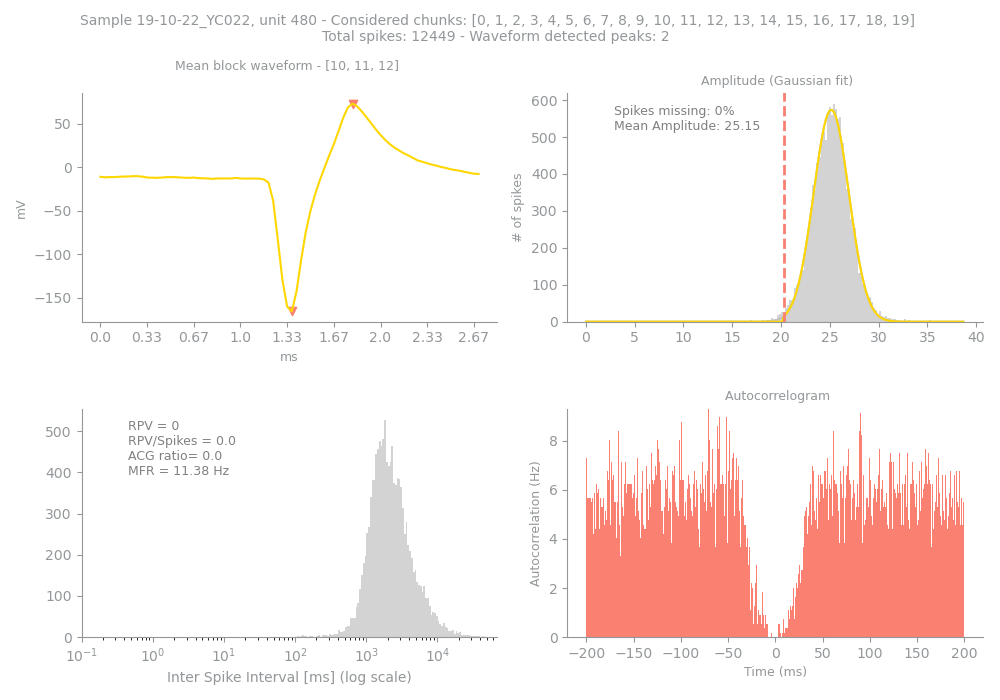 Sample 19-10-22_YC022, unit 480 - Considered chunks: [0, 1, 2, 3, 4, 5, 6, 7, 8, 9, 10, 11, 12, 13, 14, 15, 16, 17, 18, 19]
Total spikes: 12449 - Waveform detected peaks: 2
Mean block waveform - [10, 11, 12]
50
0
−50
−100
−150
mV
0.0 0.33 0.67 1.0 1.33 1.67 2.0 2.33 2.67
ms
Amplitude (Gaussian fit)
Spikes missing: 0%
Mean Amplitude: 25.15
600
500
400
300
200
100
0
# of spikes
0 5 10 15 20 25 30 35 40
RPV = 0
RPV/Spikes = 0.0
ACG ratio= 0.0
MFR = 11.38 Hz
500
400
300
200
100
0
10⁻¹ 10⁰ 10¹ 10² 10³ 10⁴
Inter Spike Interval [ms] (log scale)
Autocorrelogram
8
6
4
2
0
Autocorrelation (Hz)
−200 −150 −100 −50 0 50 100 150 200
Time (ms)